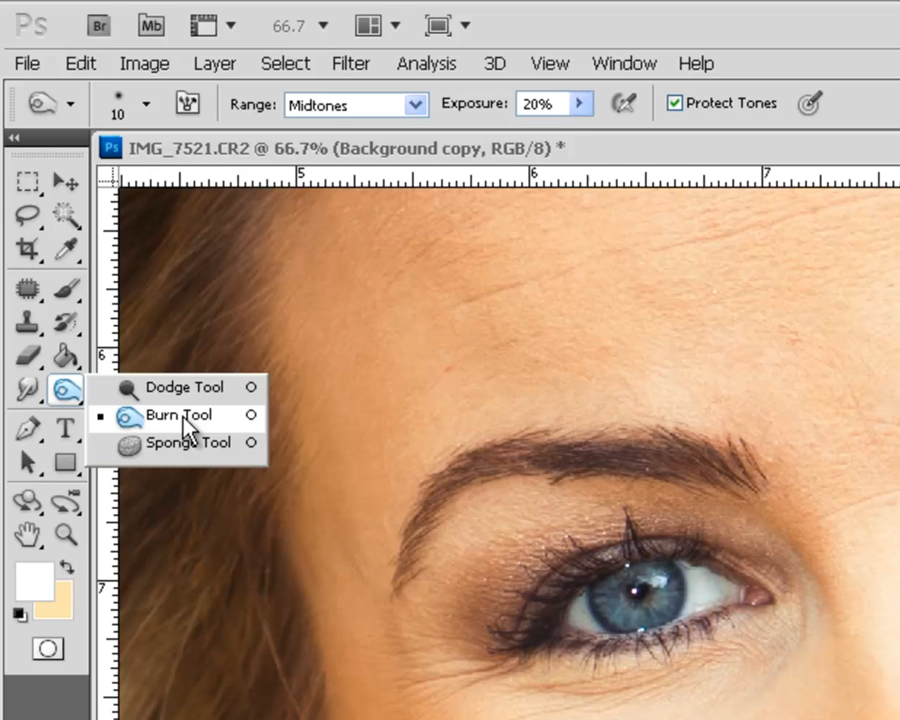 Ps Br Mb 66.7
File Edit Image Layer Select Filter Analysis 3D View Window Help
10 Range: Midtones Exposure: 20% Protect Tones
Ps IMG_7521.CR2 @ 66.7% (Background copy, RGB/8) *
5 6 7
6
Dodge Tool O
Burn Tool O
Sponge Tool O
T
7